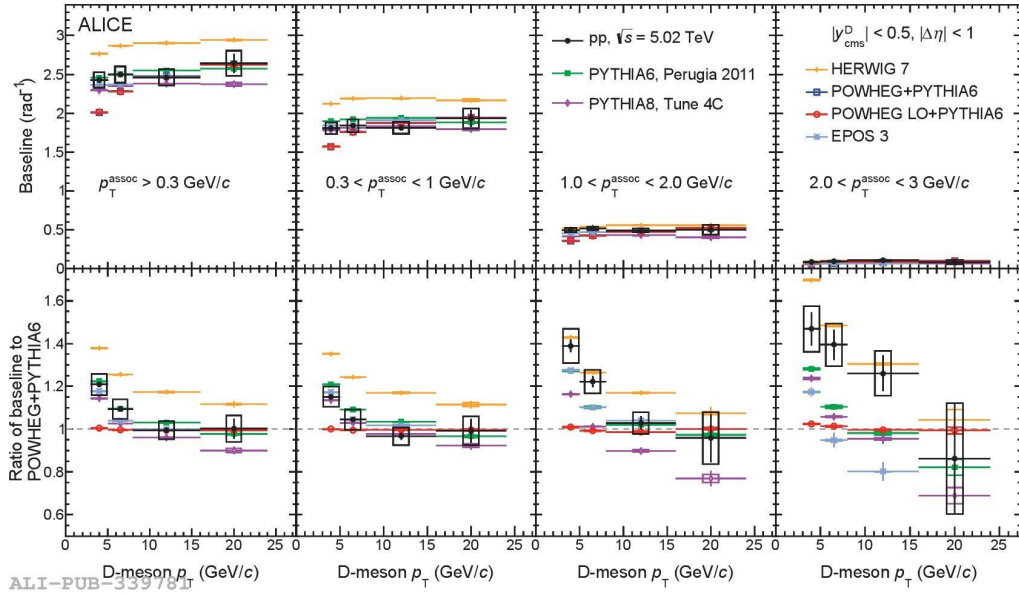 ALICE
pp, √s = 5.02 TeV
PYTHIA6, Perugia 2011
PYTHIA8, Tune 4C
|y^D_cms| < 0.5, |Δη| < 1
HERWIG 7
POWHEG+PYTHIA6
POWHEG LO+PYTHIA6
EPOS 3
Baseline (rad⁻¹)
3
2.5
2
1.5
1
0.5
0
p_T^assoc > 0.3 GeV/c
0.3 < p_T^assoc < 1 GeV/c
1.0 < p_T^assoc < 2.0 GeV/c
2.0 < p_T^assoc < 3 GeV/c
Ratio of baseline to
POWHEG+PYTHIA6
1.6
1.4
1.2
1
0.8
0.6
0 5 10 15 20 0 5 10 15 20 0 5 10 15 20 0 5 10 15 20 25
D-meson p_T (GeV/c) D-meson p_T (GeV/c) D-meson p_T (GeV/c) D-meson p_T (GeV/c)
ALI-PUB-339781